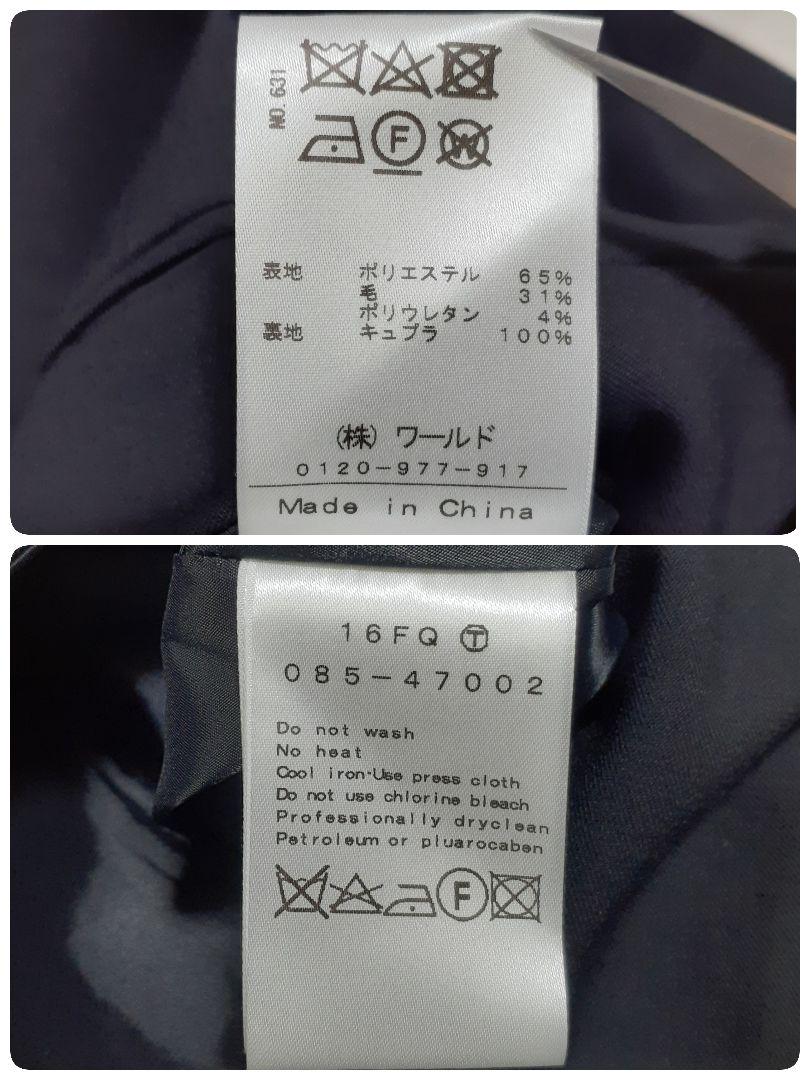 NO.631
F
W
表地 ポリエステル 65%
毛 31%
ポリウレタン 4%
裏地 キュプラ 100%
(株) ワールド
0120-977-917
Made in China
16FQ Ⓣ
085-47002
Do not wash
No heat
Cool iron·Use press cloth
Do not use chlorine bleach
Professionally dryclean
Petroleum or pluarocaben
F